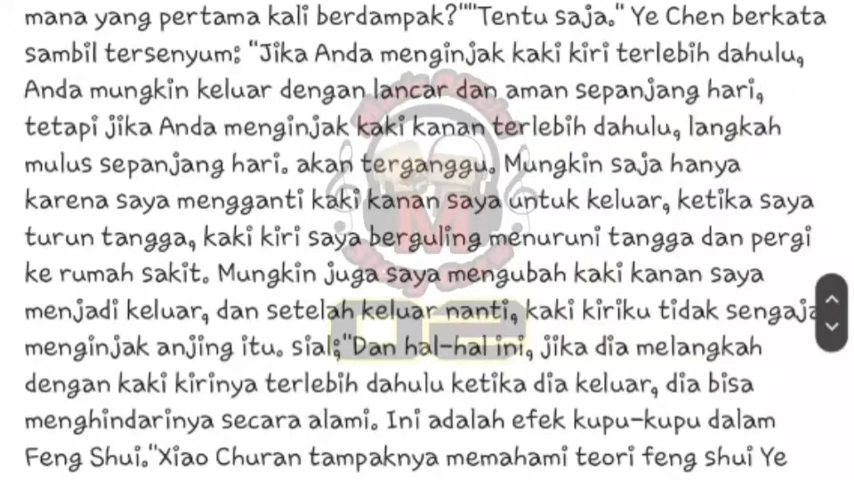 mana yang pertama kali berdampak?""Tentu saja." Ye Chen berkata
sambil tersenyum: "Jika Anda menginjak kaki kiri terlebih dahulu,
Anda mungkin keluar dengan lancar dan aman sepanjang hari,
tetapi jika Anda menginjak kaki kanan terlebih dahulu, langkah
mulus sepanjang hari. akan terganggu. Mungkin saja hanya
karena saya mengganti kaki kanan saya untuk keluar, ketika saya
turun tangga, kaki kiri saya berguling menuruni tangga dan pergi
ke rumah sakit. Mungkin juga saya mengubah kaki kanan saya
menjadi keluar, dan setelah keluar nanti, kaki kiriku tidak sengaja
menginjak anjing itu. sial;"Dan hal-hal ini, jika dia melangkah
dengan kaki kirinya terlebih dahulu ketika dia keluar, dia bisa
menghindarinya secara alami. Ini adalah efek kupu-kupu dalam
Feng Shui."Xiao Churan tampaknya memahami teori feng shui Ye
M
02